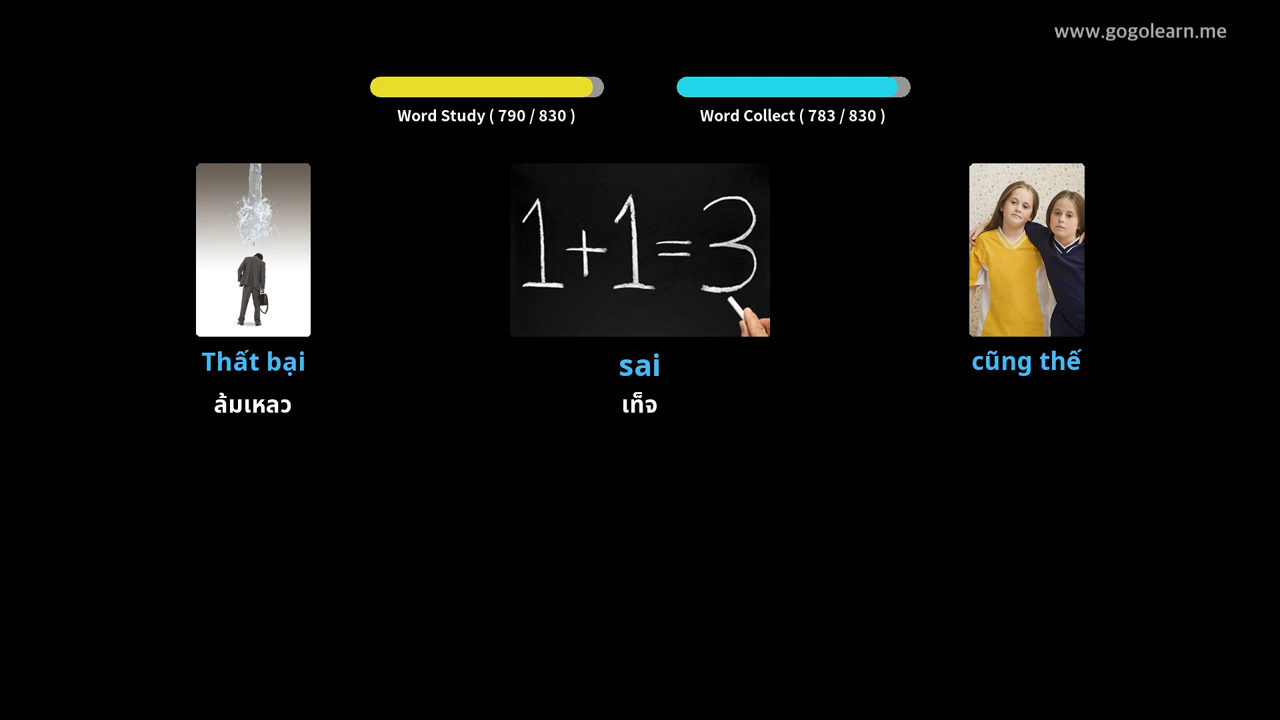 www.gogolearn.me
Word Study ( 790 / 830 )
Word Collect ( 783 / 830 )
1+1=3
Thất bại
sai
cũng thế
ล้มเหลว
เท็จ